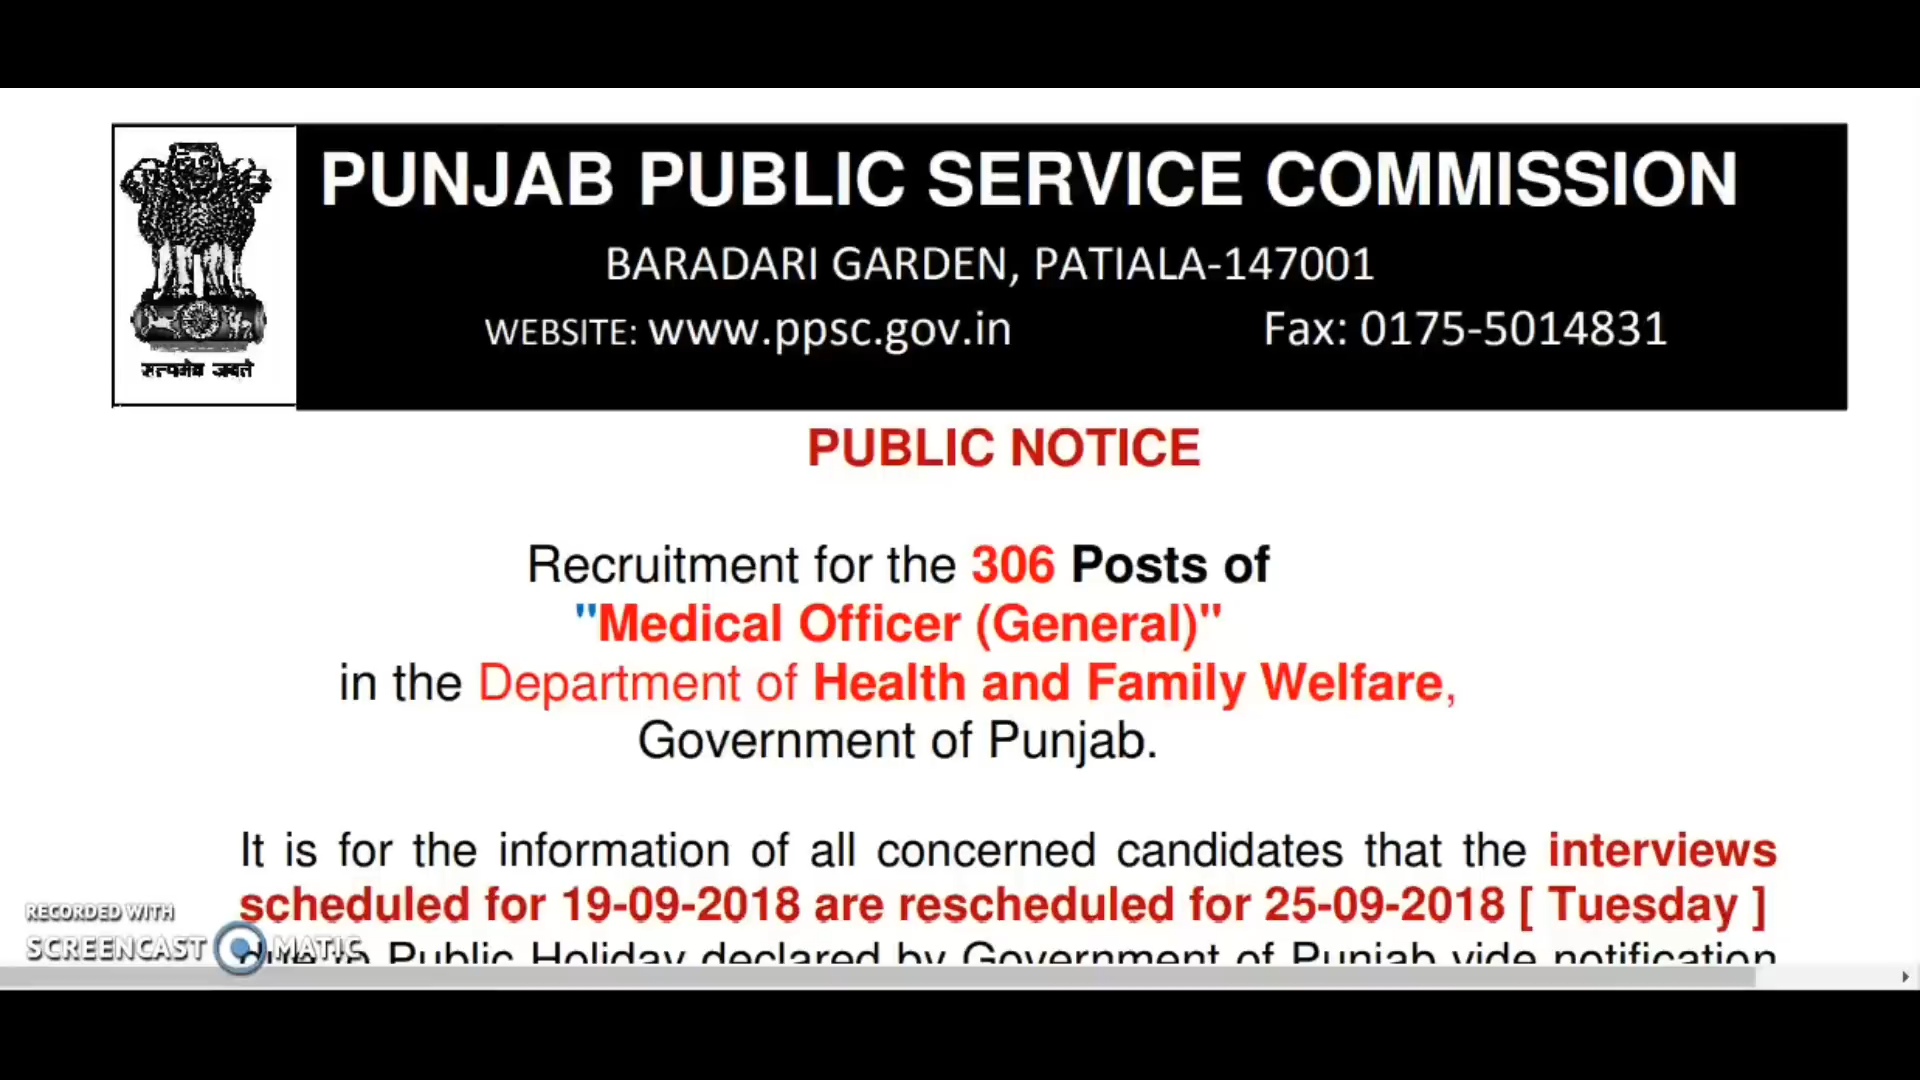 PUNJAB PUBLIC SERVICE COMMISSION
BARADARI GARDEN, PATIALA-147001
WEBSITE: www.ppsc.gov.in Fax: 0175-5014831
सत्यमेव जयते
PUBLIC NOTICE
Recruitment for the 306 Posts of
"Medical Officer (General)"
in the Department of Health and Family Welfare,
Government of Punjab.
It is for the information of all concerned candidates that the interviews
scheduled for 19-09-2018 are rescheduled for 25-09-2018 [ Tuesday ]
due to Public Holiday declared by Government of Punjab vide notification
RECORDED WITH
SCREENCAST MATIC